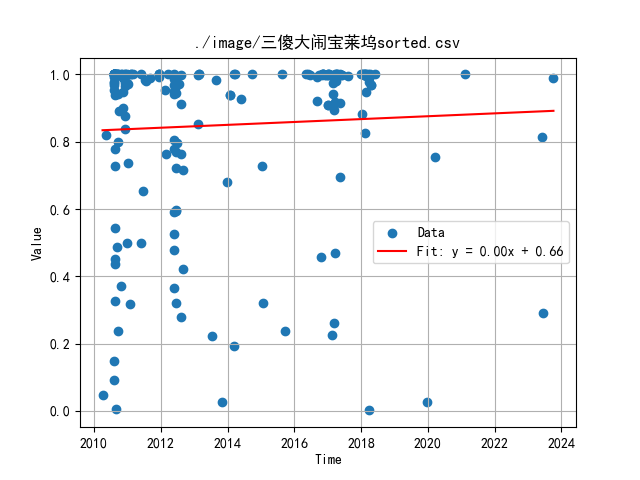 ./image/三傻大闹宝莱坞sorted.csv
1.0
0.8
0.6
0.4
0.2
0.0
Value
Data
Fit: y = 0.00x + 0.66
2010 2012 2014 2016 2018 2020 2022 2024
Time